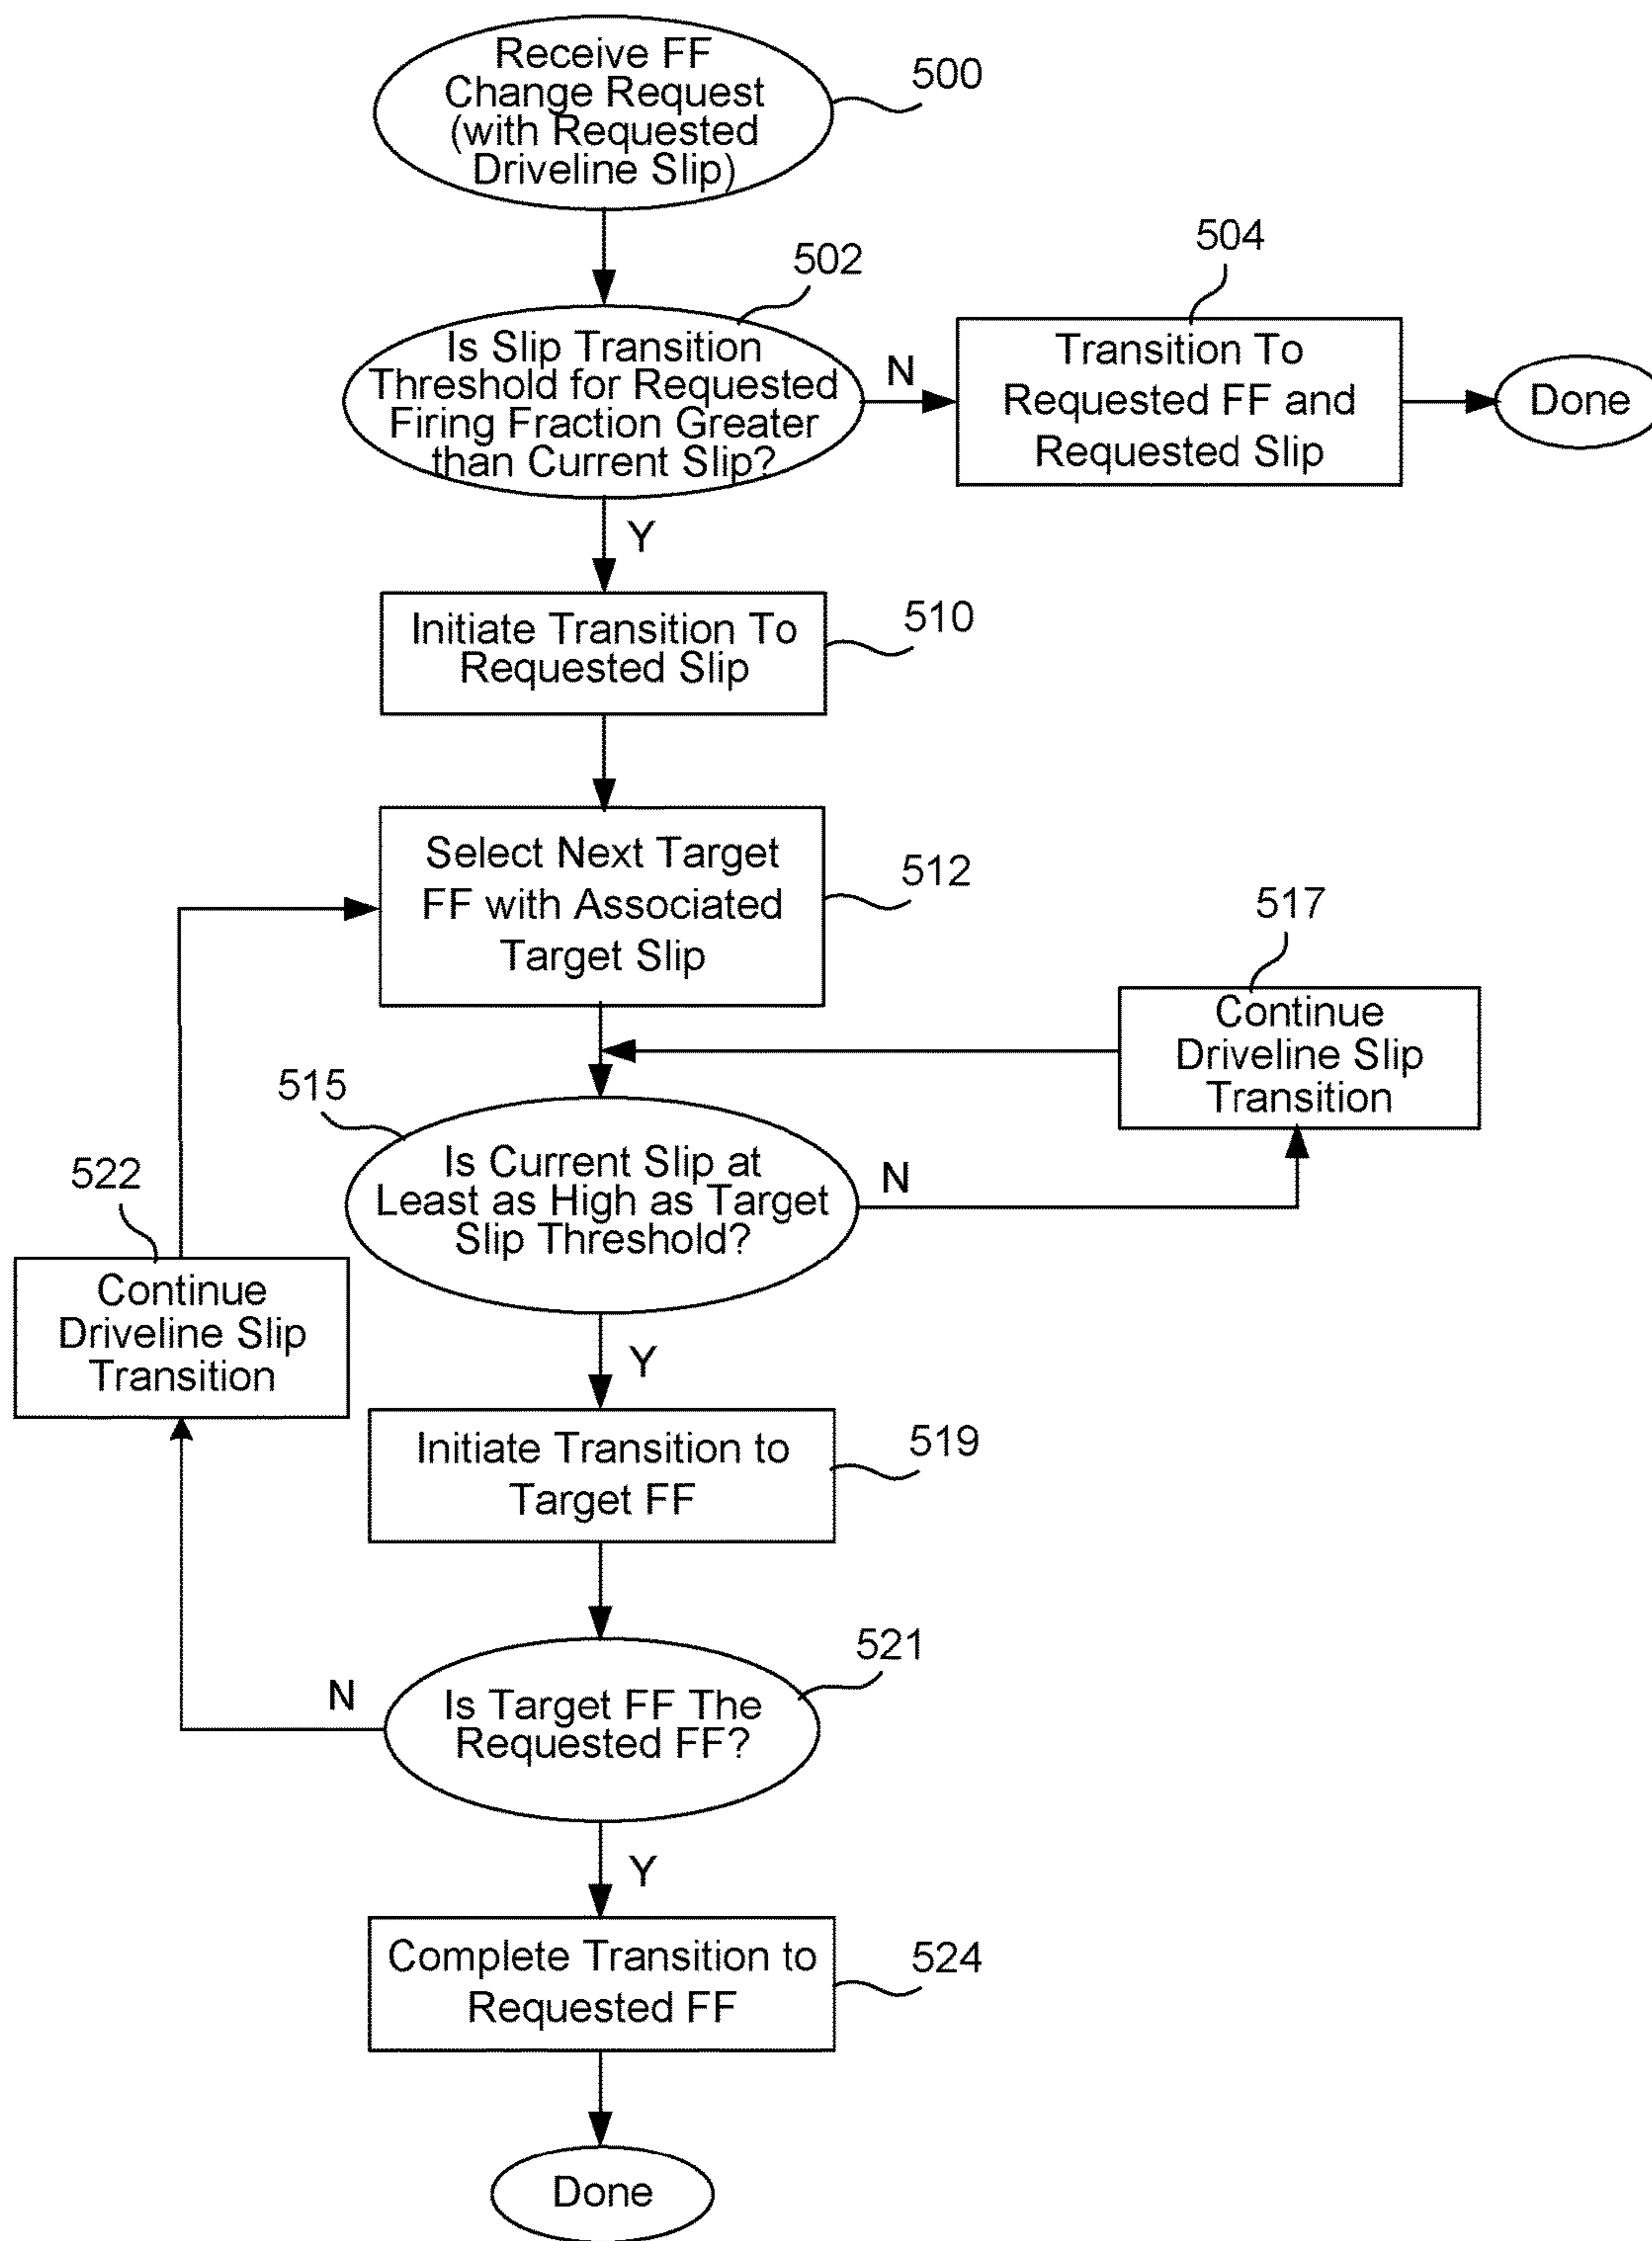 Receive FF
Change Request
(with Requested
Driveline Slip)
500
502
Is Slip Transition
Threshold for Requested
Firing Fraction Greater
than Current Slip?
N
504
Transition To
Requested FF and
Requested Slip
Done
Y
Initiate Transition To
Requested Slip
510
Select Next Target
FF with Associated
Target Slip
512
517
Continue
Driveline Slip
Transition
515
Is Current Slip at
Least as High as Target
Slip Threshold?
N
522
Continue
Driveline Slip
Transition
Y
Initiate Transition to
Target FF
519
521
Is Target FF The
Requested FF?
N
Y
Complete Transition to
Requested FF
524
Done